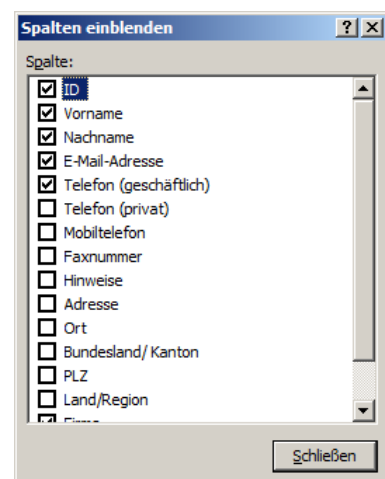 Spalten einblenden
Spalte:
ID
Vorname
Nachname
E-Mail-Adresse
Telefon (geschäftlich)
Telefon (privat)
Mobiltelefon
Faxnummer
Hinweise
Adresse
Ort
Bundesland/ Kanton
PLZ
Land/Region
Firma
Schließen